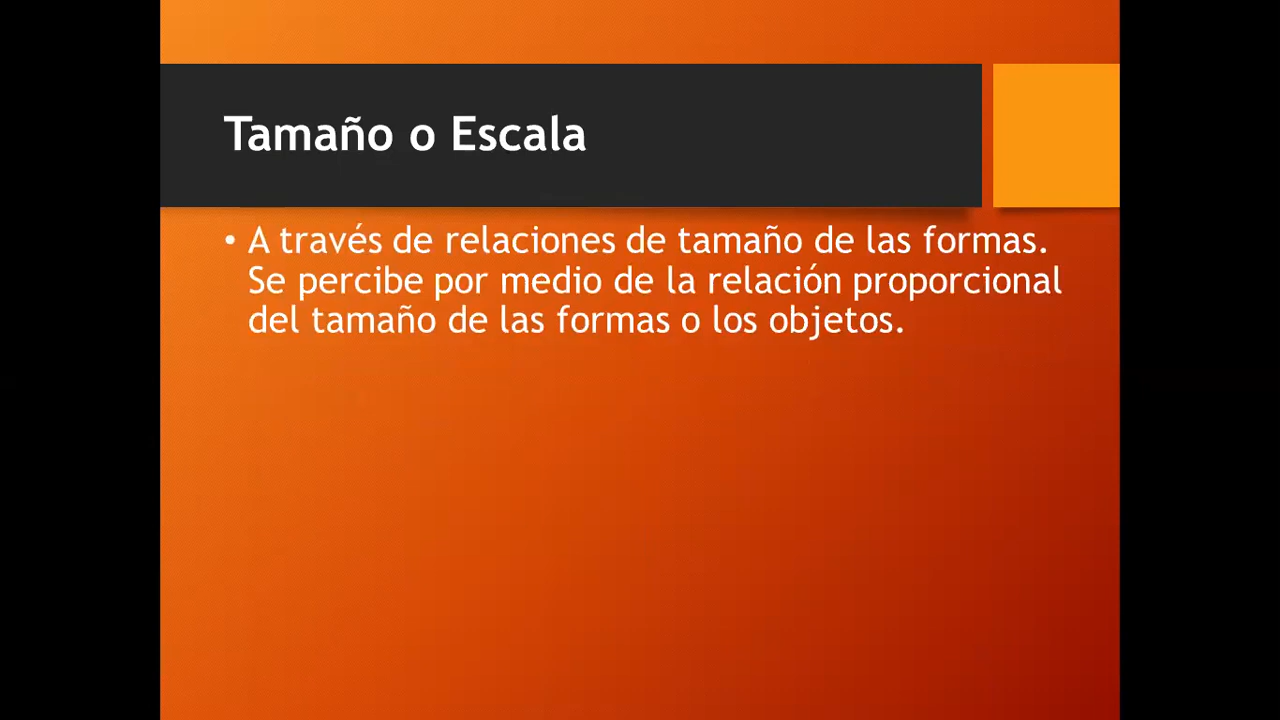 Tamaño o Escala
• A través de relaciones de tamaño de las formas.
Se percibe por medio de la relación proporcional
del tamaño de las formas o los objetos.